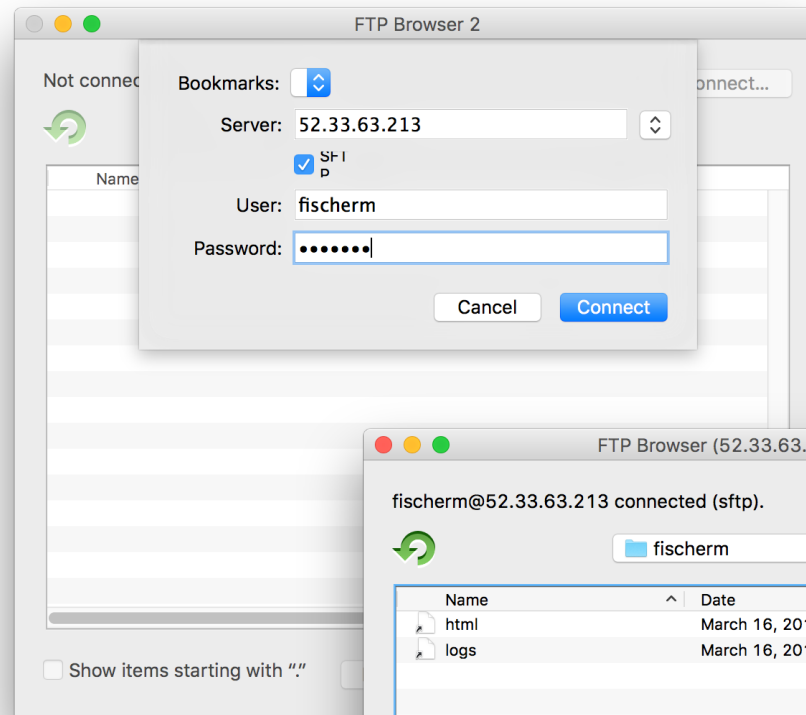 FTP Browser 2
Not connec
onnect...
Bookmarks:
Server: 52.33.63.213
SFT
P
User: fischerm
Password: •••••••
Cancel Connect
Name
FTP Browser (52.33.63.
fischerm@52.33.63.213 connected (sftp).
fischerm
Name Date
html March 16, 201
logs March 16, 201
Show items starting with “.”